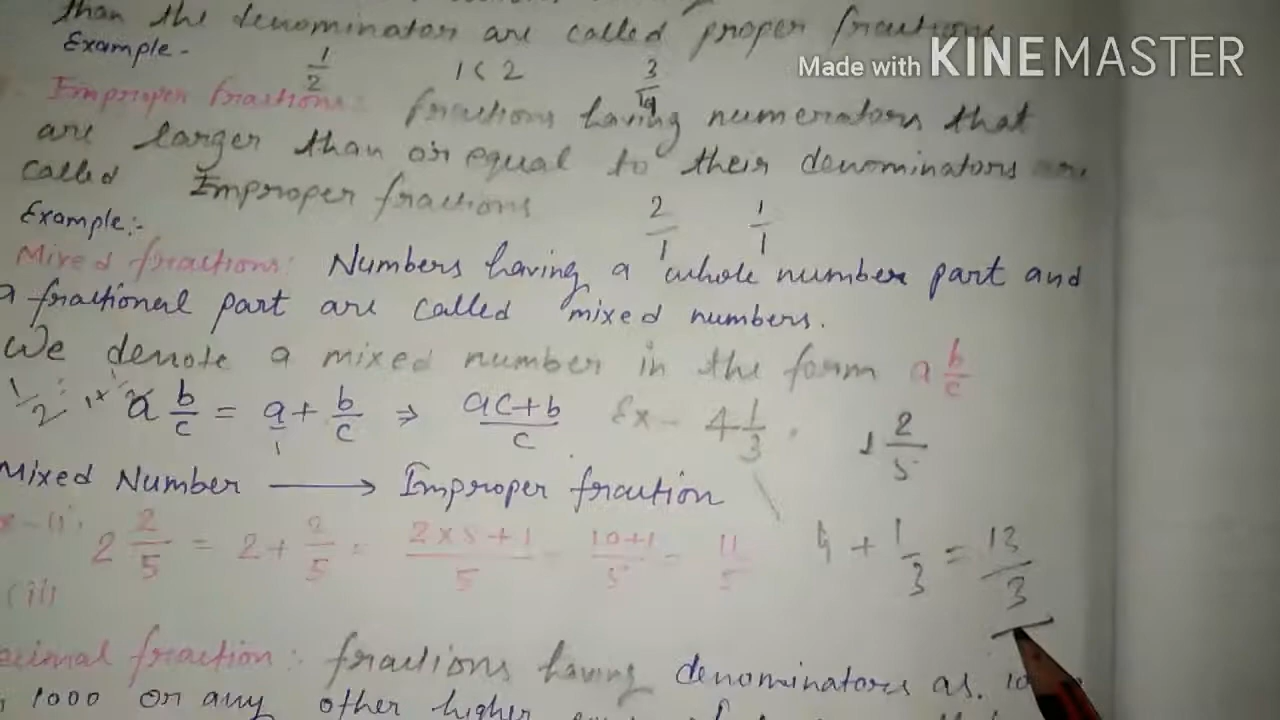 than the denominator are called proper fractions
Made with KINEMASTER
Example - 1/2 1 < 2 3/19
Improper fractions: fractions having numerators that
are larger than or equal to their denominators are
called Improper fractions
Example:- 2/1 1/1
Mixed fractions: Numbers having a whole number part and
a fractional part are called mixed numbers.
We denote a mixed number in the form a b/c
1/2 a b/c = a/1 + b/c ⇒ ac+b/c Ex - 4 1/3 . 1 2/5
Mixed Number ⟶ Improper fraction
2 2/5 = 2 + 2/5 = 2x5+1/5 = 10+1/5 = 11/5 4 + 1/3 = 13/3
(ii)
fraction: fractions having denominators as. 10
1000 or any other higher